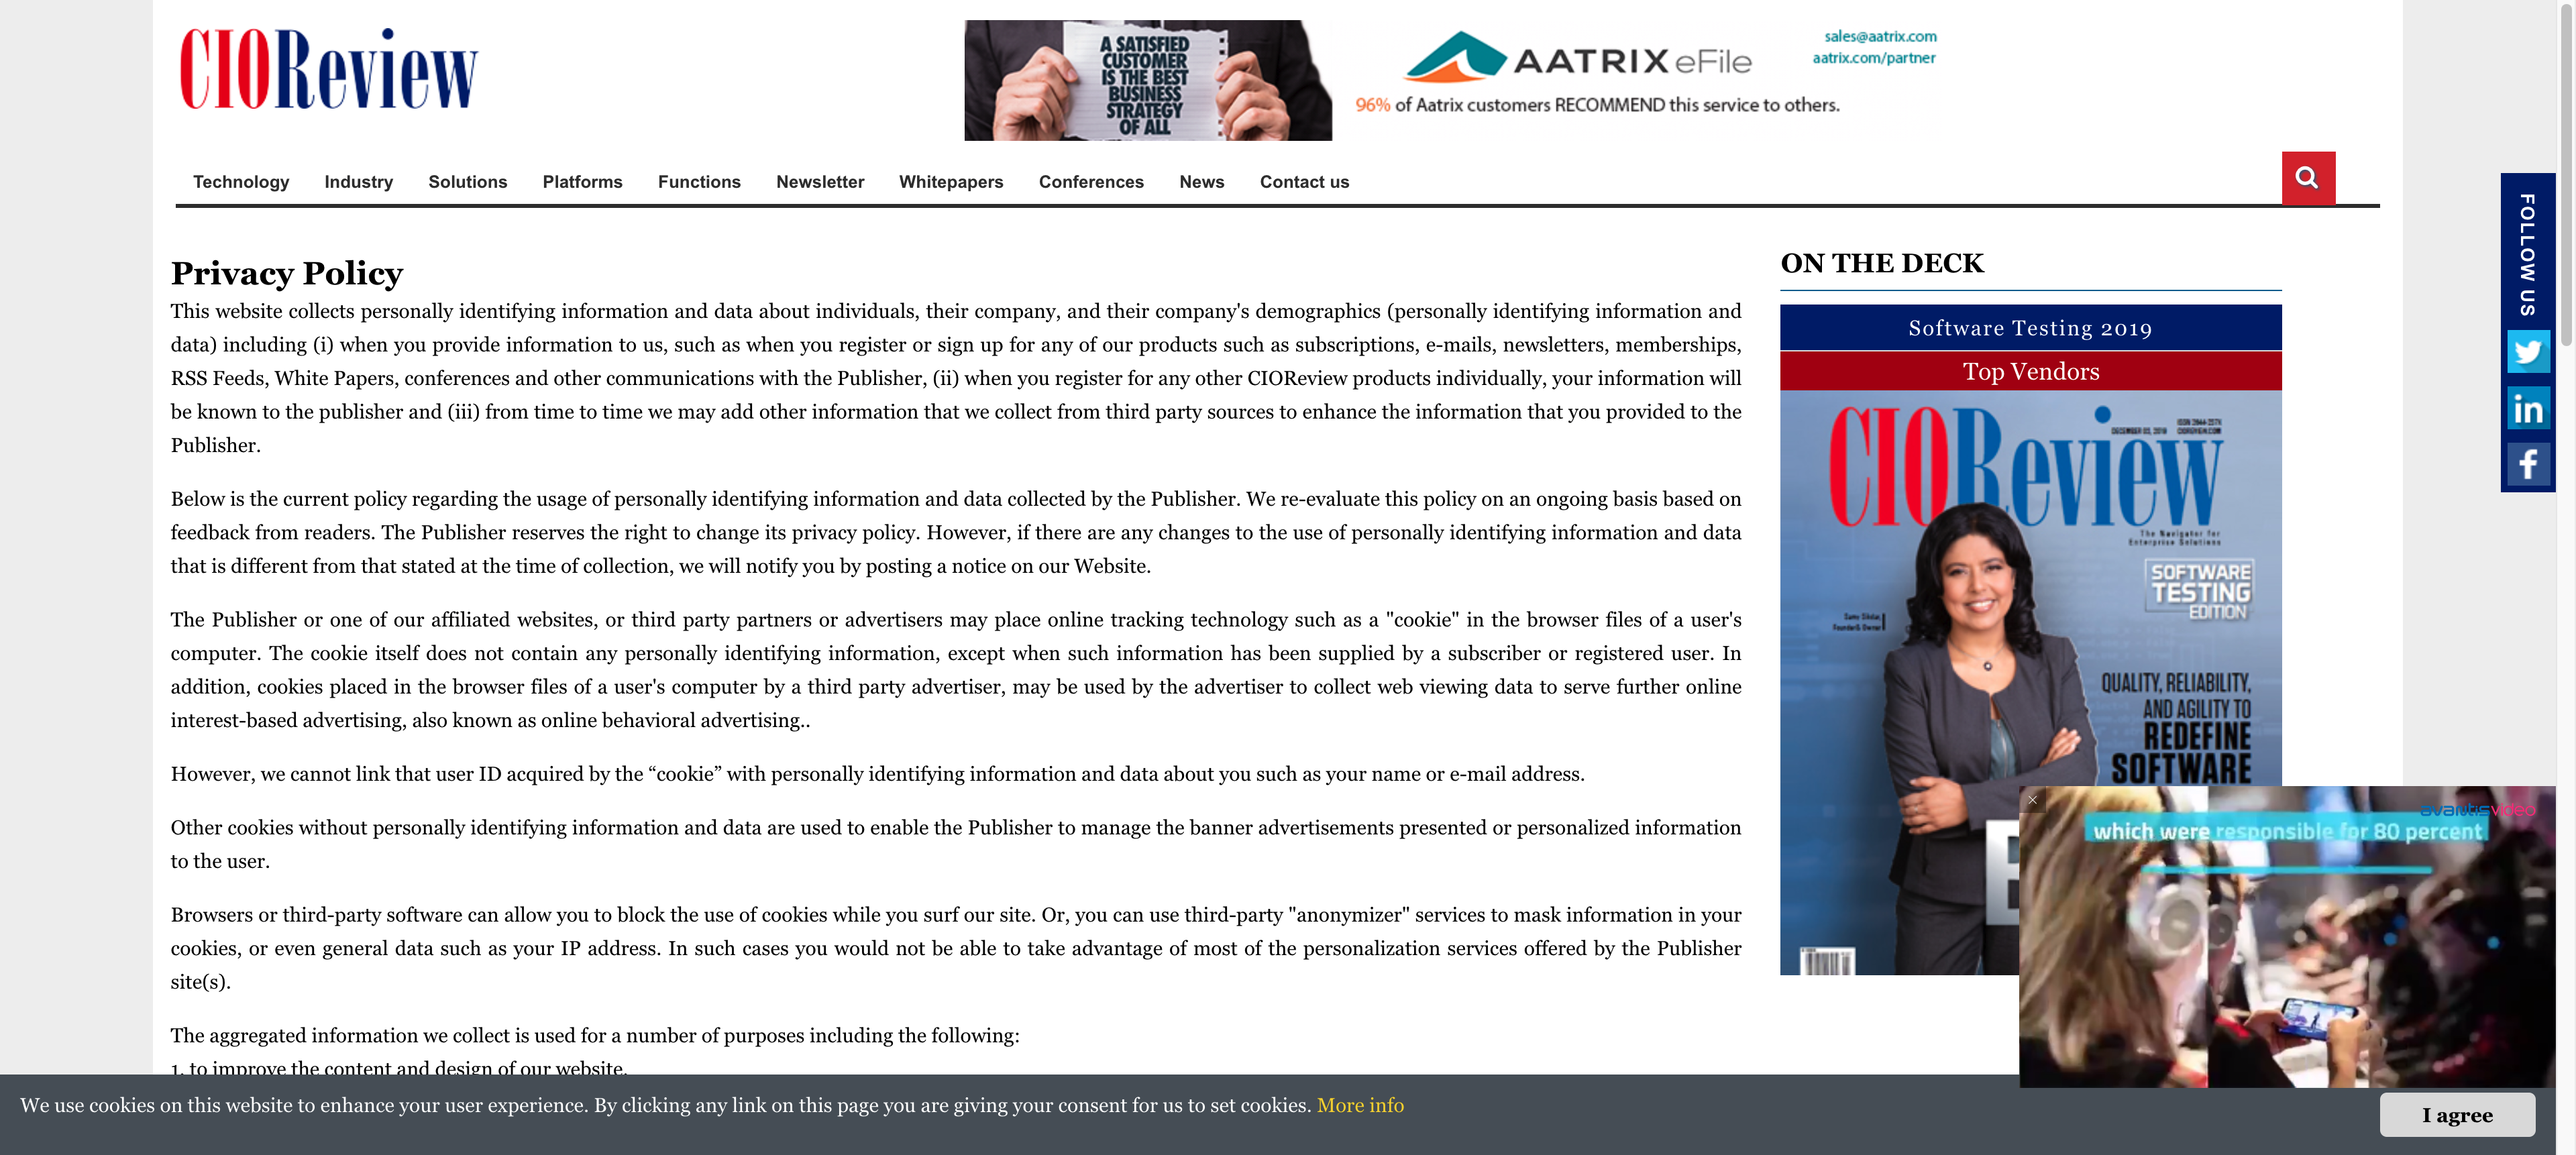 CIOReview
A SATISFIED
CUSTOMER
IS THE BEST
BUSINESS
STRATEGY
OF ALL
AATRIX eFile
sales@aatrix.com
aatrix.com/partner
96% of Aatrix customers RECOMMEND this service to others.
Technology Industry Solutions Platforms Functions Newsletter Whitepapers Conferences News Contact us
FOLLOW US
Privacy Policy
This website collects personally identifying information and data about individuals, their company, and their company's demographics (personally identifying information and
data) including (i) when you provide information to us, such as when you register or sign up for any of our products such as subscriptions, e-mails, newsletters, memberships,
RSS Feeds, White Papers, conferences and other communications with the Publisher, (ii) when you register for any other CIOReview products individually, your information will
be known to the publisher and (iii) from time to time we may add other information that we collect from third party sources to enhance the information that you provided to the
Publisher.
Below is the current policy regarding the usage of personally identifying information and data collected by the Publisher. We re-evaluate this policy on an ongoing basis based on
feedback from readers. The Publisher reserves the right to change its privacy policy. However, if there are any changes to the use of personally identifying information and data
that is different from that stated at the time of collection, we will notify you by posting a notice on our Website.
The Publisher or one of our affiliated websites, or third party partners or advertisers may place online tracking technology such as a "cookie" in the browser files of a user's
computer. The cookie itself does not contain any personally identifying information, except when such information has been supplied by a subscriber or registered user. In
addition, cookies placed in the browser files of a user's computer by a third party advertiser, may be used by the advertiser to collect web viewing data to serve further online
interest-based advertising, also known as online behavioral advertising..
However, we cannot link that user ID acquired by the “cookie” with personally identifying information and data about you such as your name or e-mail address.
Other cookies without personally identifying information and data are used to enable the Publisher to manage the banner advertisements presented or personalized information
to the user.
Browsers or third-party software can allow you to block the use of cookies while you surf our site. Or, you can use third-party "anonymizer" services to mask information in your
cookies, or even general data such as your IP address. In such cases you would not be able to take advantage of most of the personalization services offered by the Publisher
site(s).
The aggregated information we collect is used for a number of purposes including the following:
1. to improve the content and design of our website.
ON THE DECK
Software Testing 2019
Top Vendors
CIOReview
DECEMBER 03, 2019
CIOREVIEW.COM
The Navigator for
Enterprise Solutions
SOFTWARE
TESTING
EDITION
Founder& Owner
QUALITY, RELIABILITY,
AND AGILITY TO
REDEFINE
SOFTWARE
avantisvideo
which were responsible for 80 percent
We use cookies on this website to enhance your user experience. By clicking any link on this page you are giving your consent for us to set cookies. More info
I agree